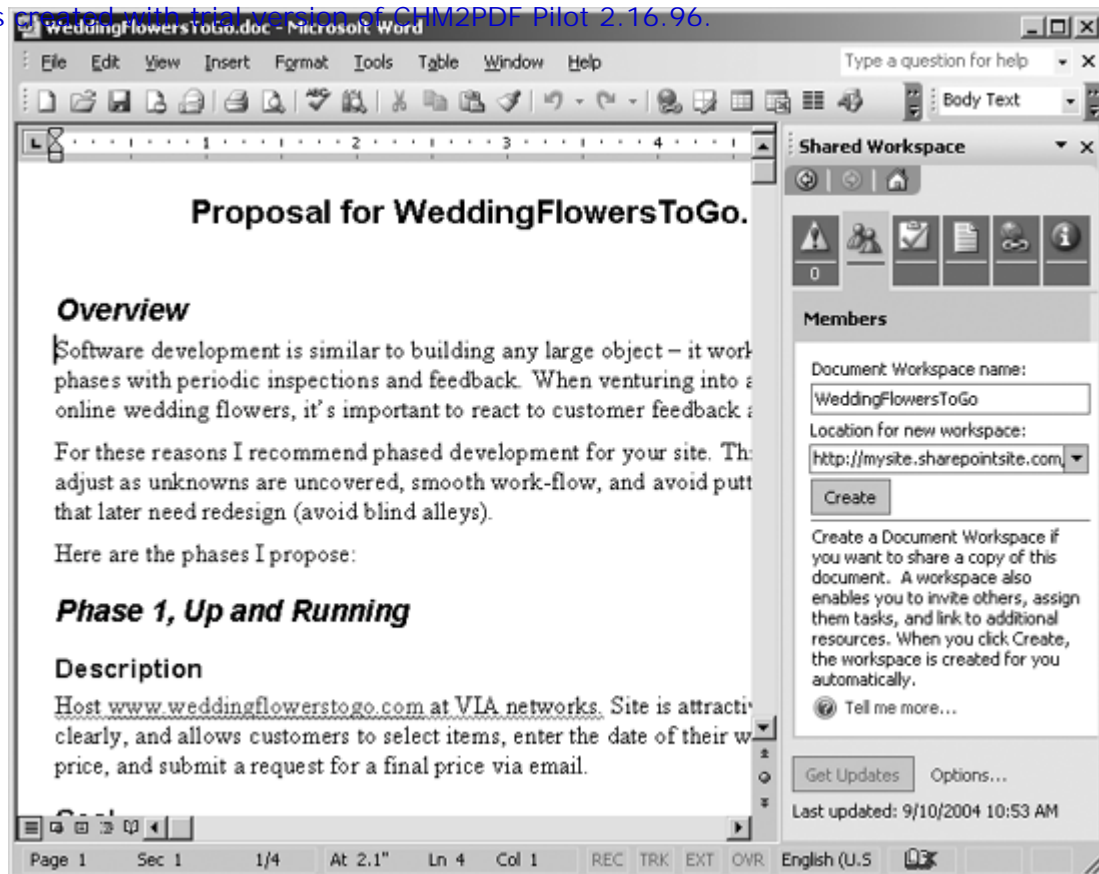 s created with trial version of CHM2PDF Pilot 2.16.96.
WeddingFlowersToGo.doc - Microsoft Word
File Edit View Insert Format Tools Table Window Help Type a question for help
Body Text
1 2 3 4
Shared Workspace
Proposal for WeddingFlowersToGo.
0
Members
Overview
Software development is similar to building any large object – it work
phases with periodic inspections and feedback. When venturing into a
online wedding flowers, it's important to react to customer feedback a
For these reasons I recommend phased development for your site. Th
adjust as unknowns are uncovered, smooth work-flow, and avoid putt
that later need redesign (avoid blind alleys).
Here are the phases I propose:
Phase 1, Up and Running
Description
Host www.weddingflowerstogo.com at VIA networks. Site is attracti
clearly, and allows customers to select items, enter the date of their w
price, and submit a request for a final price via email.
Document Workspace name:
WeddingFlowersToGo
Location for new workspace:
http://mysite.sharepointsite.com
Create
Create a Document Workspace if
you want to share a copy of this
document. A workspace also
enables you to invite others, assign
them tasks, and link to additional
resources. When you click Create,
the workspace is created for you
automatically.
Tell me more...
Get Updates Options...
Last updated: 9/10/2004 10:53 AM
Page 1 Sec 1 1/4 At 2.1" Ln 4 Col 1 REC TRK EXT OVR English (U.S